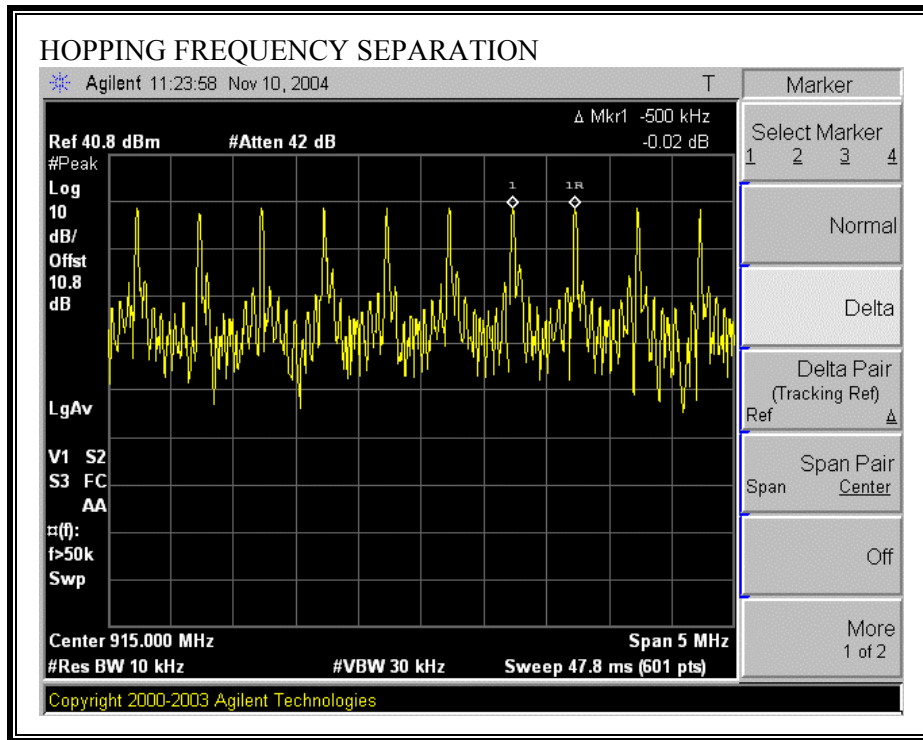 HOPPING FREQUENCY SEPARATION
Agilent 11:23:58 Nov 10, 2004 T
Δ Mkr1 -500 kHz
Ref 40.8 dBm #Atten 42 dB -0.02 dB
#Peak
Log
10
dB/
Offst
10.8
dB
1 1R
LgAv
V1 S2
S3 FC
AA
¤(f):
f>50k
Swp
Center 915.000 MHz Span 5 MHz
#Res BW 10 kHz #VBW 30 kHz Sweep 47.8 ms (601 pts)
Copyright 2000-2003 Agilent Technologies
Marker
Select Marker
1 2 3 4
Normal
Delta
Delta Pair
(Tracking Ref)
Ref Δ
Span Pair
Span Center
Off
More
1 of 2